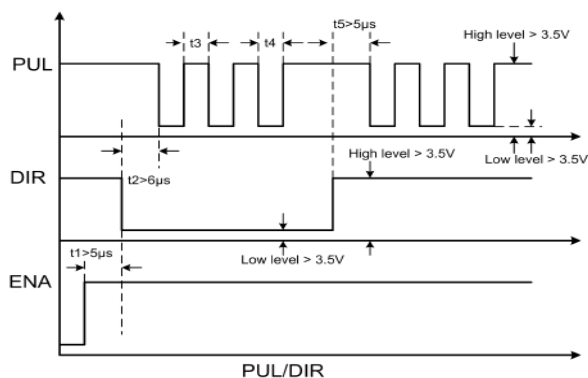 t3
t4
t5>5µs
High level > 3.5V
PUL
Low level > 3.5V
t2>6µs
High level > 3.5V
DIR
t1>5µs
Low level > 3.5V
ENA
PUL/DIR